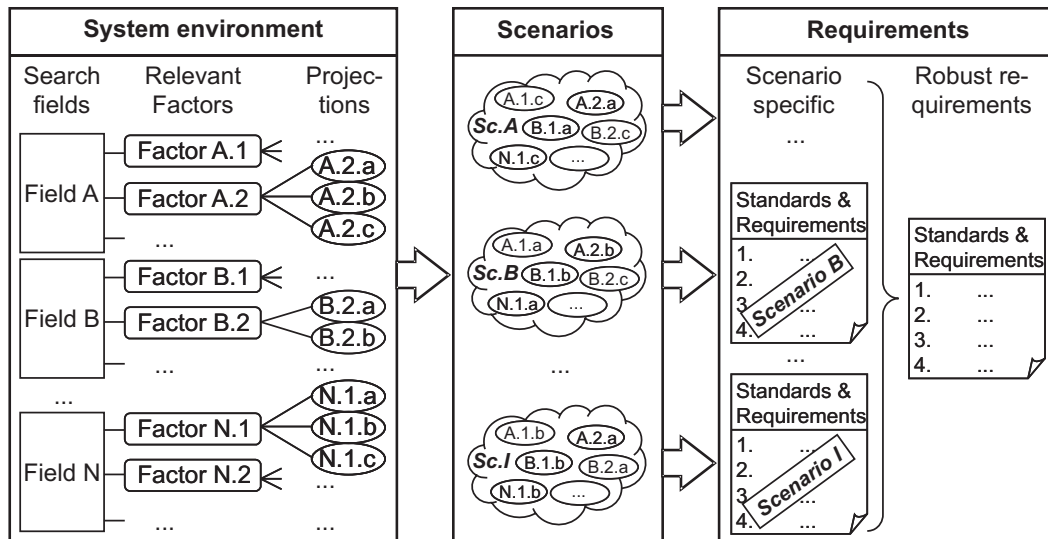 System environment
Search
fields
Relevant
Factors
Projec-
tions
Field A
Factor A.1
...
Factor A.2
A.2.a
A.2.b
A.2.c
...
Field B
Factor B.1
...
Factor B.2
B.2.a
B.2.b
...
...
...
Field N
Factor N.1
N.1.a
N.1.b
N.1.c
Factor N.2
...
...
...
Scenarios
A.1.c
A.2.a
Sc.A
B.1.a
B.2.c
N.1.c
...
A.1.a
A.2.b
Sc.B
B.1.b
B.2.c
N.1.a
...
...
A.1.b
A.2.a
Sc.I
B.1.b
B.2.a
N.1.b
...
Requirements
Scenario
specific
...
Standards &
Requirements
1. ...
2.
3. ...
4. ...
Scenario B
...
Standards &
Requirements
1. ...
2.
3. ...
4. ...
Scenario I
Robust re-
quirements
Standards &
Requirements
1. ...
2. ...
3. ...
4. ...